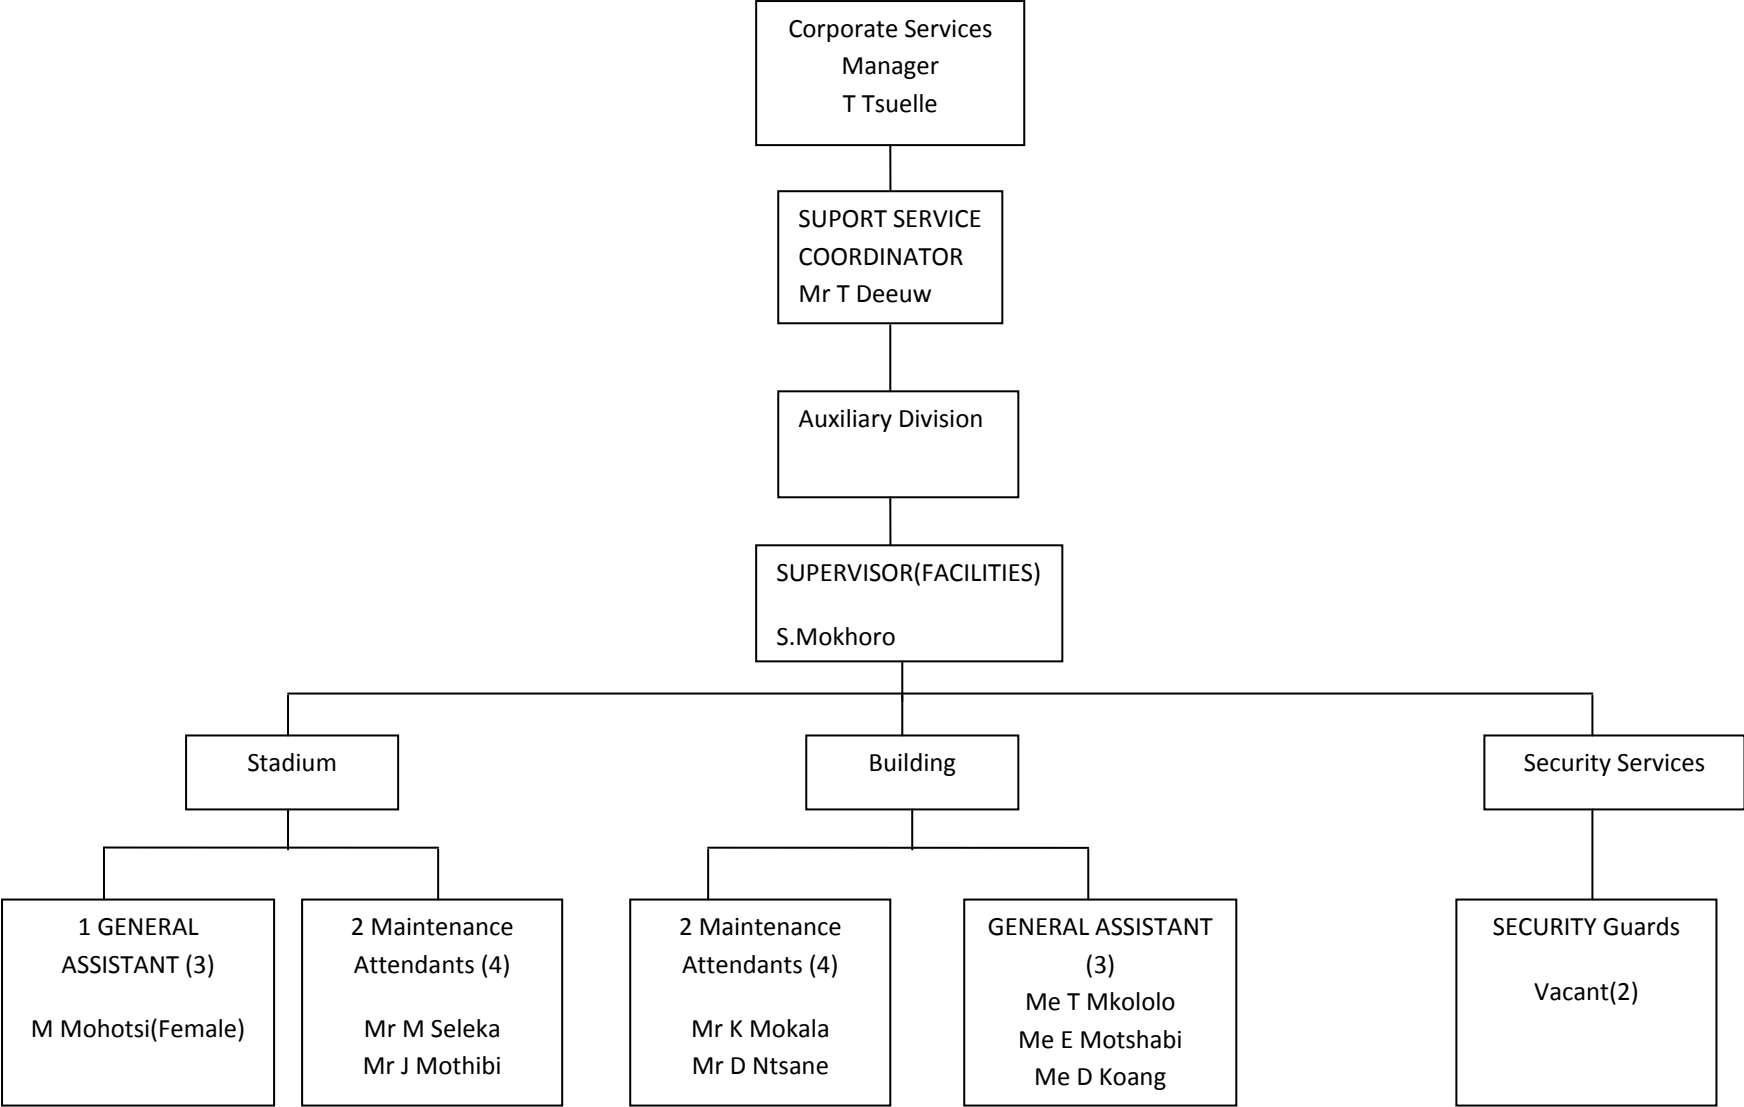 Corporate Services
Manager
T Tsuelle
SUPORT SERVICE
COORDINATOR
Mr T Deeuw
Auxiliary Division
SUPERVISOR(FACILITIES)
S.Mokhoro
Stadium
Building
Security Services
1 GENERAL
ASSISTANT (3)
M Mohotsi(Female)
2 Maintenance
Attendants (4)
Mr M Seleka
Mr J Mothibi
2 Maintenance
Attendants (4)
Mr K Mokala
Mr D Ntsane
GENERAL ASSISTANT
(3)
Me T Mkololo
Me E Motshabi
Me D Koang
SECURITY Guards
Vacant(2)